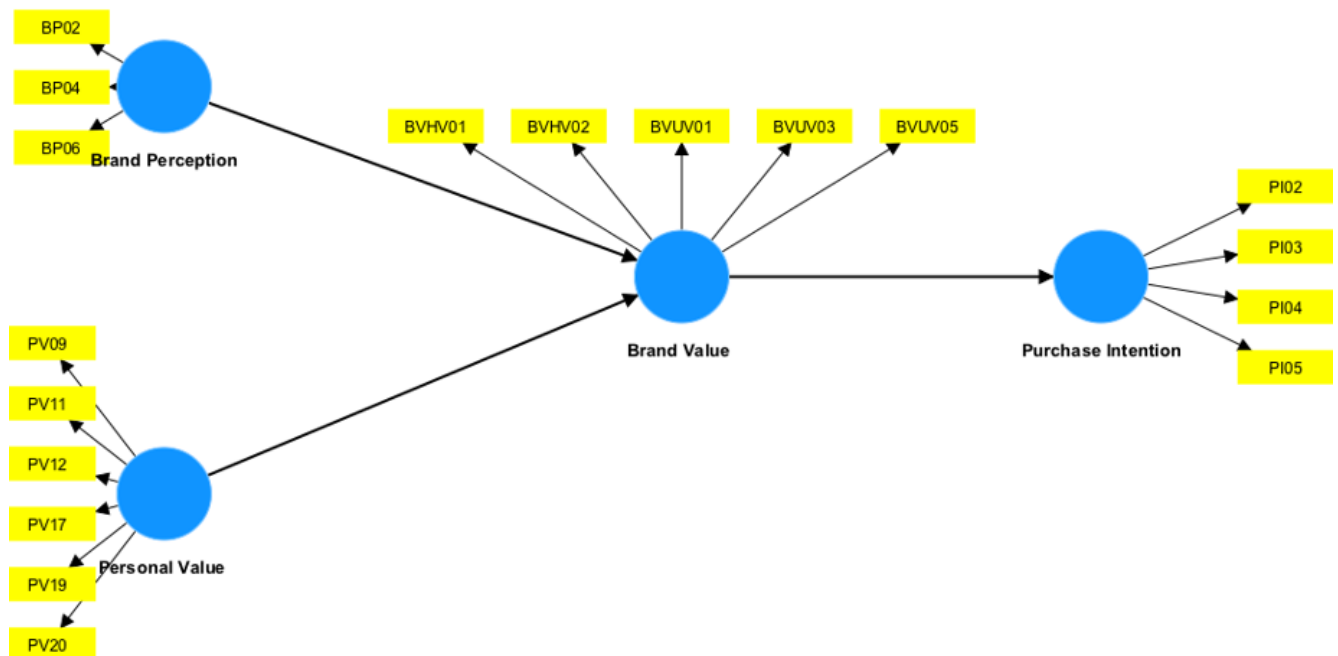 BP02
BP04
BP06
Brand Perception
BVHV01
BVHV02
BVUV01
BVUV03
BVUV05
PI02
PI03
PI04
PI05
Brand Value
Purchase Intention
PV09
PV11
PV12
PV17
PV19
PV20
Personal Value